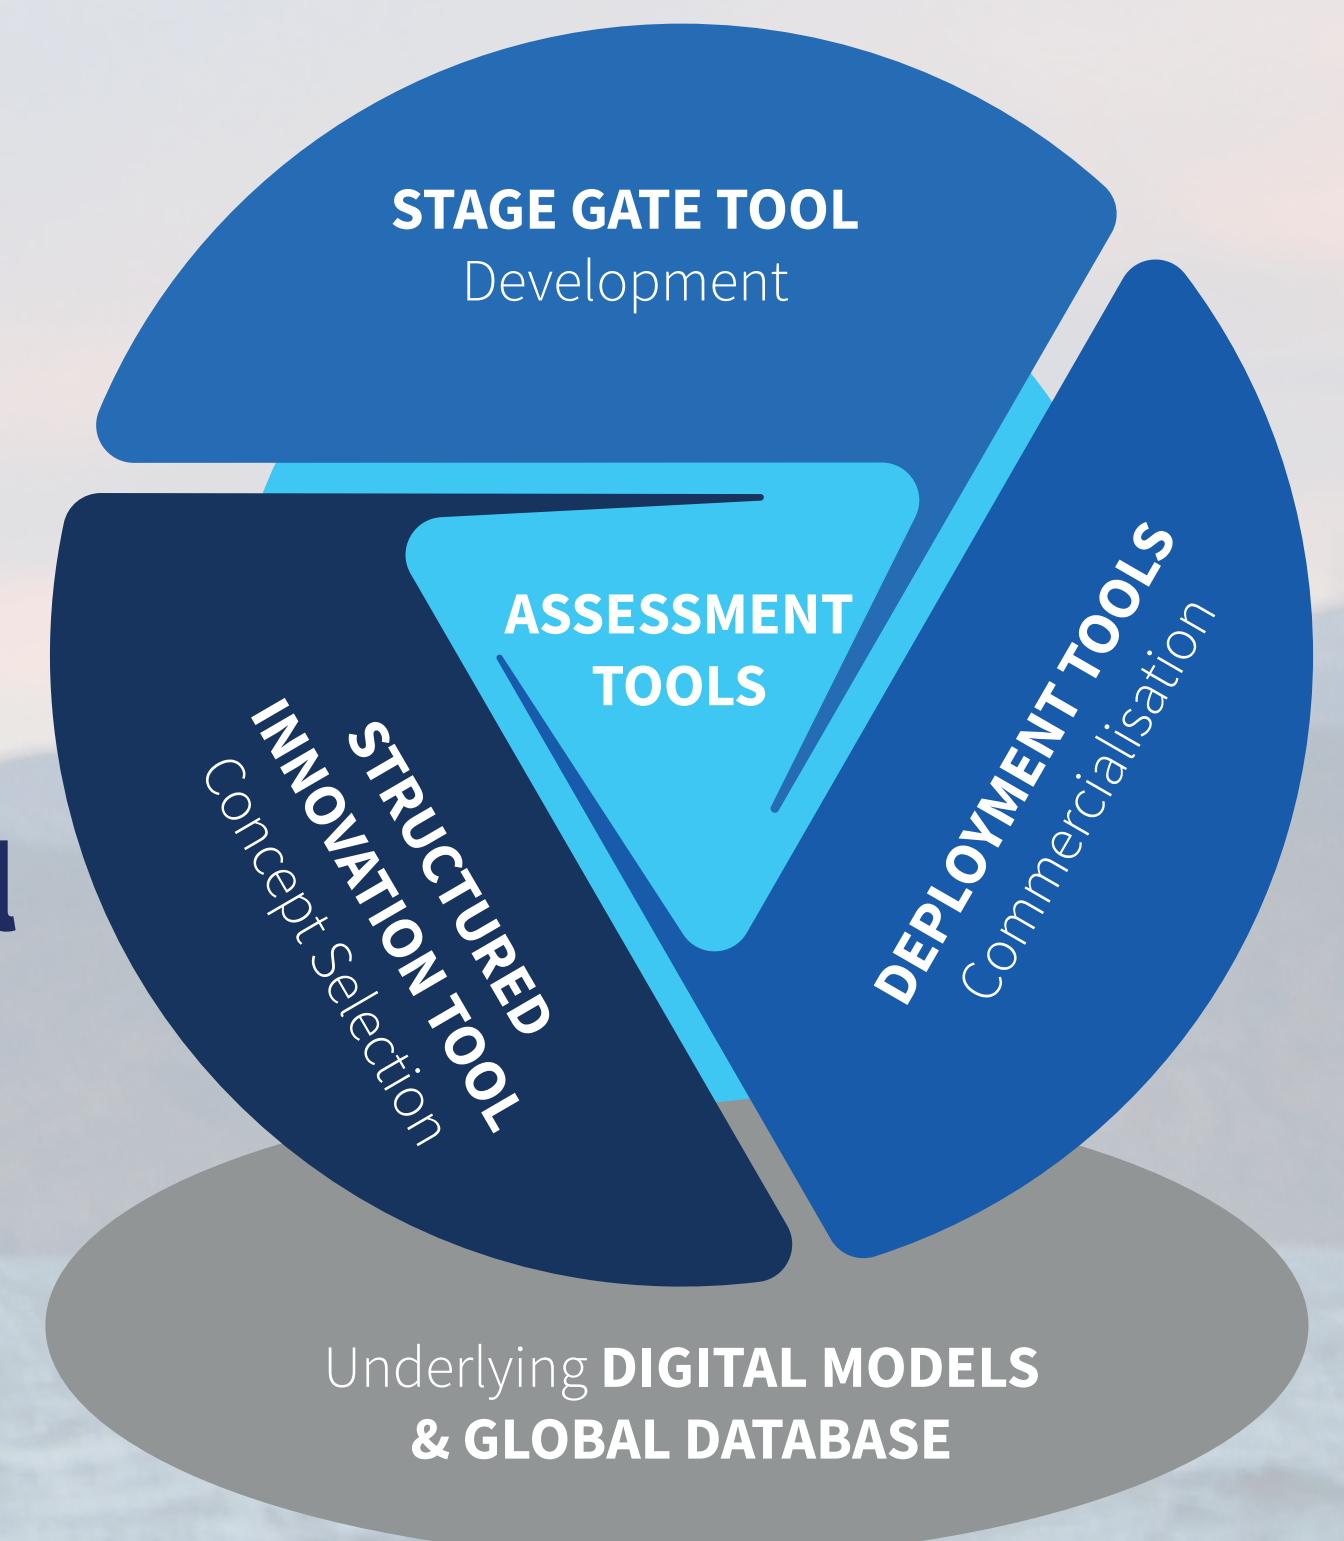 STAGE GATE TOOL
Development
ASSESSMENT
TOOLS
DEPLOYMENT TOOLS
Commercialisation
STRUCTURED
INNOVATION TOOL
Concept Selection
Underlying DIGITAL MODELS
& GLOBAL DATABASE